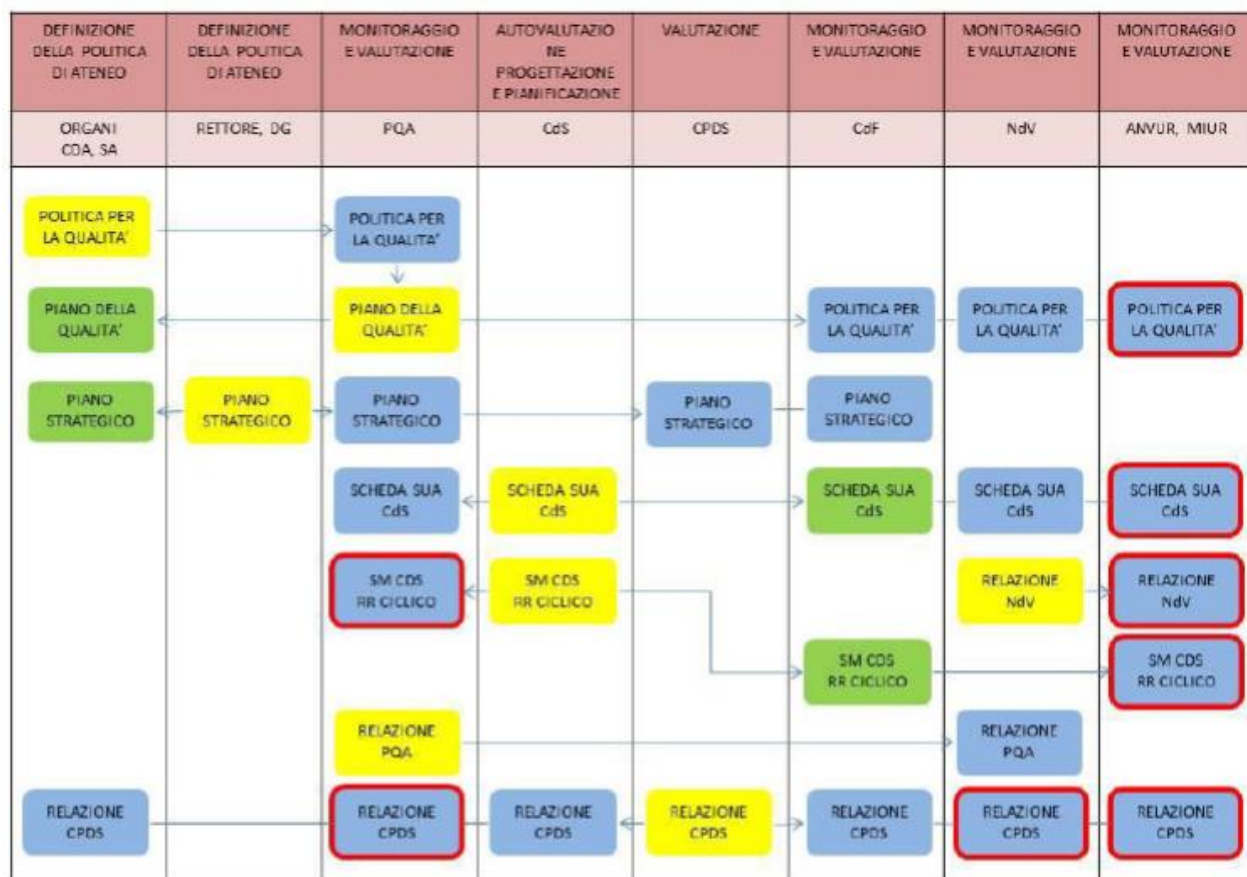 DEFINIZIONE
DELLA POLITICA
DI ATENEO
DEFINIZIONE
DELLA POLITICA
DI ATENEO
MONITORAGGIO
E VALUTAZIONE
AUTOVALUTAZIO
NE
PROGETTAZIONE
E PIANIFICAZIONE
VALUTAZIONE
MONITORAGGIO
E VALUTAZIONE
MONITORAGGIO
E VALUTAZIONE
MONITORAGGIO
E VALUTAZIONE
ORGANI
CDA, SA
RETTORE, DG
PQA
CdS
CPDS
CdF
NdV
ANVUR, MIUR
POLITICA PER
LA QUALITA'
POLITICA PER
LA QUALITA'
PIANO DELLA
QUALITA'
PIANO DELLA
QUALITA'
POLITICA PER
LA QUALITA'
POLITICA PER
LA QUALITA'
POLITICA PER
LA QUALITA'
PIANO
STRATEGICO
PIANO
STRATEGICO
PIANO
STRATEGICO
PIANO
STRATEGICO
PIANO
STRATEGICO
SCHEDA SUA
CdS
SCHEDA SUA
CdS
SCHEDA SUA
CdS
SCHEDA SUA
CdS
SCHEDA SUA
CdS
SM CDS
RR CICLICO
SM CDS
RR CICLICO
RELAZIONE
NdV
RELAZIONE
NdV
SM CDS
RR CICLICO
SM CDS
RR CICLICO
RELAZIONE
PQA
RELAZIONE
PQA
RELAZIONE
CPDS
RELAZIONE
CPDS
RELAZIONE
CPDS
RELAZIONE
CPDS
RELAZIONE
CPDS
RELAZIONE
CPDS
RELAZIONE
CPDS